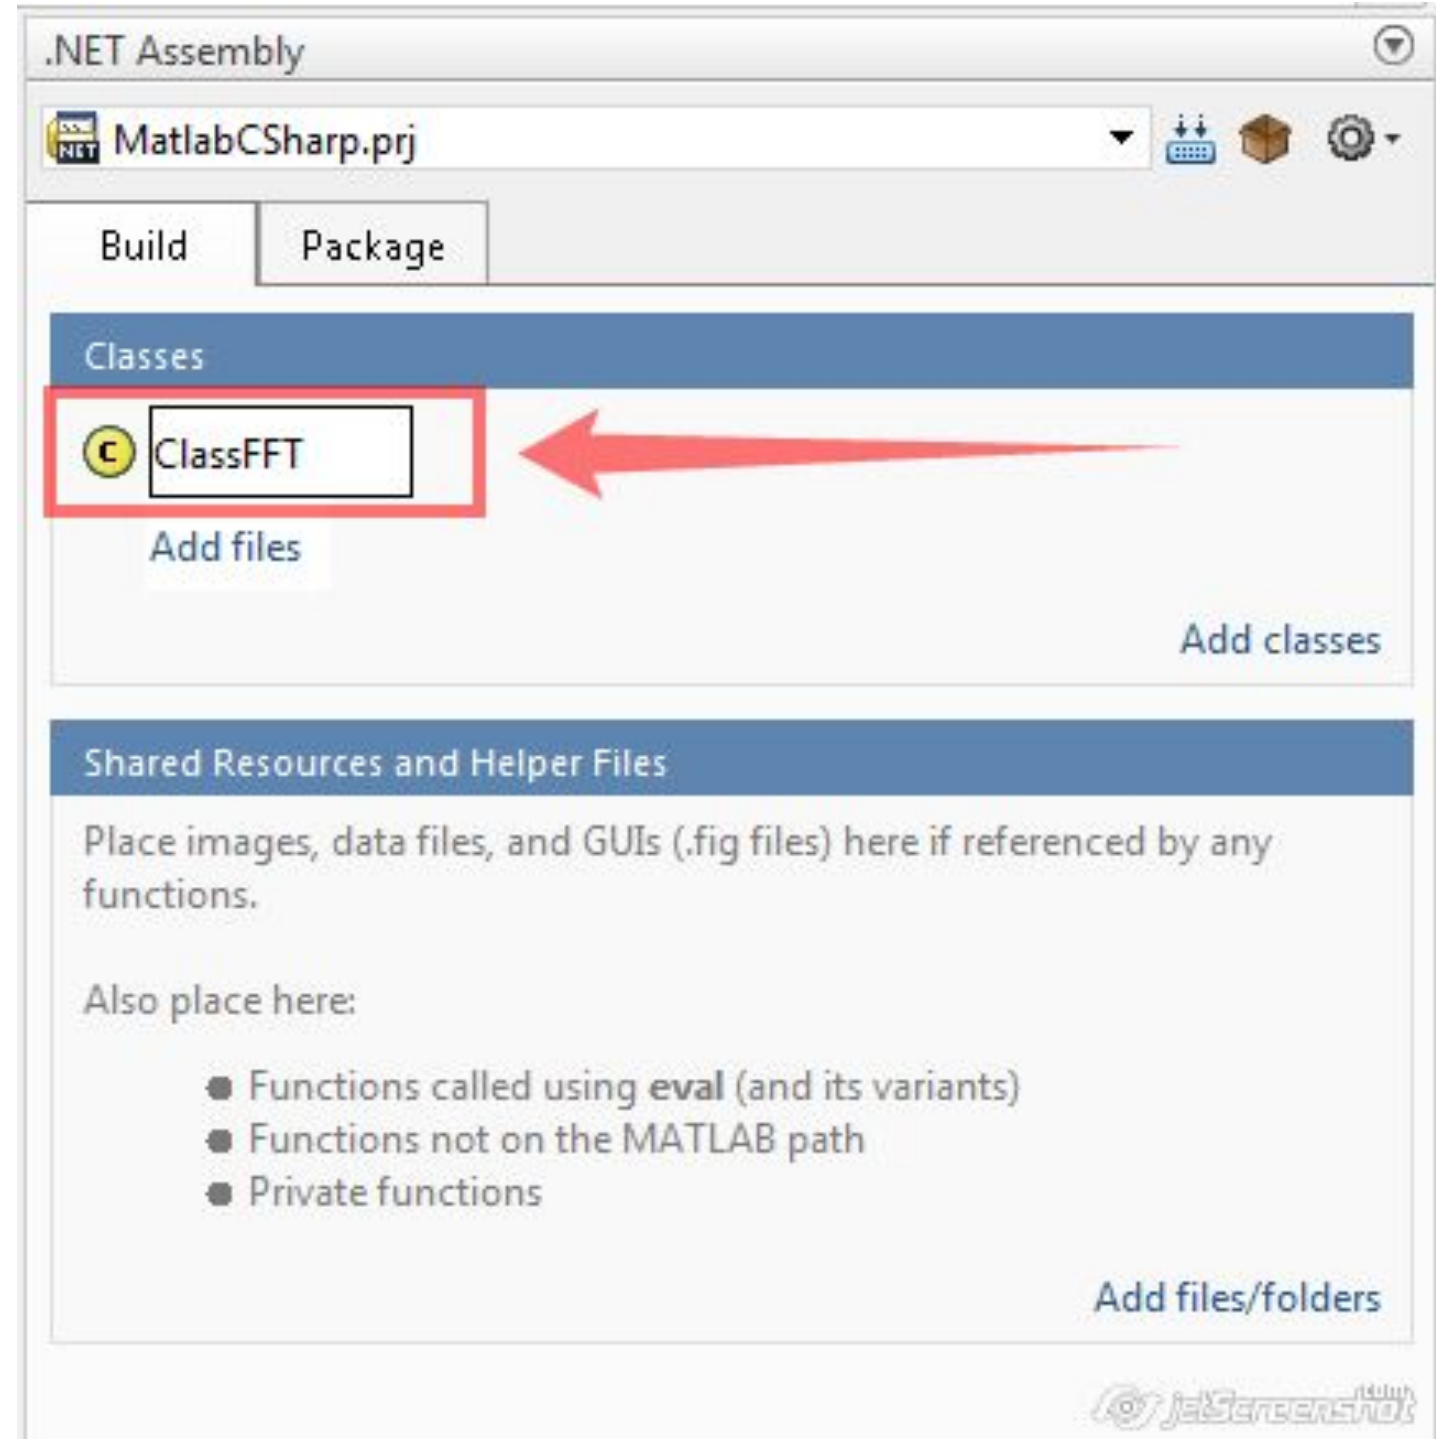 .NET Assembly
NET
MatlabCSharp.prj
Build
Package
Classes
C
ClassFFT
Add files
Add classes
Shared Resources and Helper Files
Place images, data files, and GUIs (.fig files) here if referenced by any
functions.
Also place here:
Functions called using eval (and its variants)
Functions not on the MATLAB path
Private functions
Add files/folders
jetScreenshot
.com